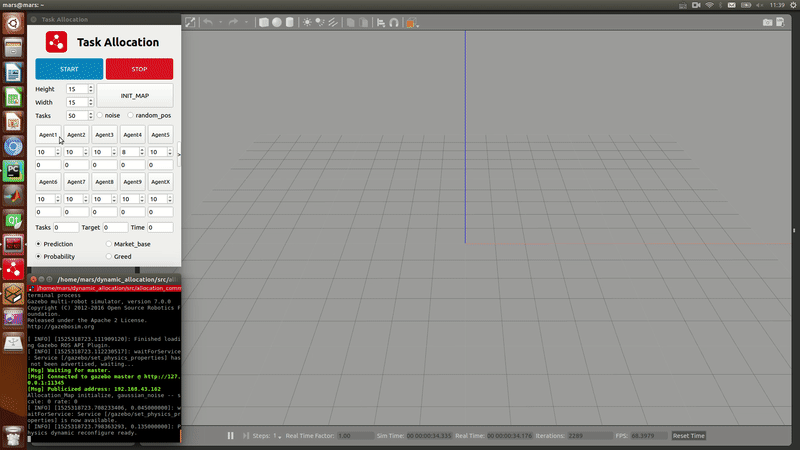 mars@mars: ~
11:39
Task Allocation
Task Allocation
START STOP
Height 15
INIT_MAP
Width 15
Tasks 50 noise random_pos
Agent1 Agent2 Agent3 Agent4 Agent5
10 10 10 8 10
0 0 0 0 0
Agent6 Agent7 Agent8 Agent9 AgentX
10 10 10 10 10
0 0 0 0 0
Tasks 0 Target 0 Time 0
Prediction Market_base
Probability Greed
/home/mars/dynamic_allocation/src/all
/home/mars/dynamic_allocation/src/allocation_comm
terminal process
Gazebo multi-robot simulator, version 7.0.0
Copyright (C) 2012-2016 Open Source Robotics F
oundation.
Released under the Apache 2 License.
http://gazebosim.org
[ INFO] [1525318723.111909120]: Finished loadi
ng Gazebo ROS API Plugin.
[ INFO] [1525318723.112230517]: waitForService
: Service [/gazebo/set_physics_properties] has
not been advertised, waiting...
[Msg] Waiting for master.
[Msg] Connected to gazebo master @ http://127.
0.0.1:11345
[Msg] Publicized address: 192.168.43.162
Allocation Map initialize, gaussian_noise -- s
cale: 0 rate: 0
[ INFO] [1525318723.788233406, 0.045000000]: w
aitForService: Service [/gazebo/set_physics_pr
operties] is now available.
[ INFO] [1525318723.790363293, 0.135000000]: P
hysics dynamic reconfigure ready.
Steps: 1 Real Time Factor: 1.00 Sim Time: 00 00:00:34.335 Real Time: 00 00:00:34.176 Iterations: 2289 FPS: 68.3979 Reset Time